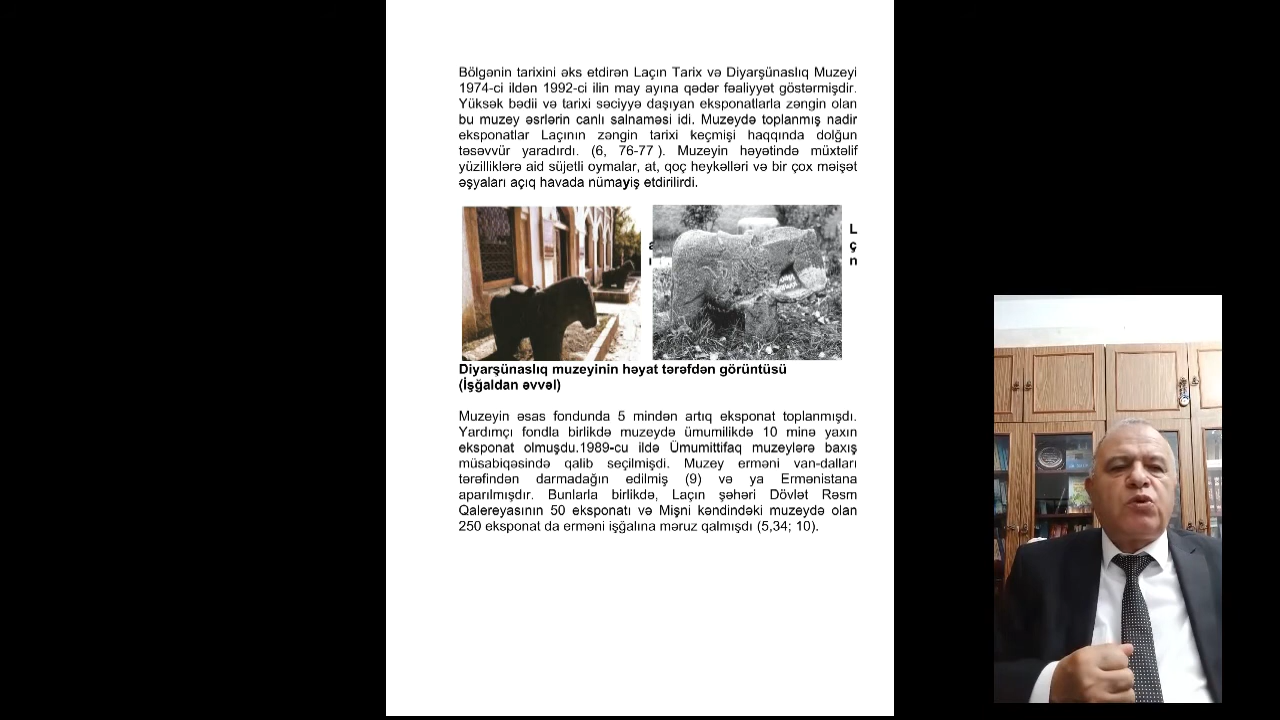 Bölgənin tarixini əks etdirən Laçın Tarix və Diyarşünaslıq Muzeyi
1974-ci ildən 1992-ci ilin may ayına qədər fəaliyyət göstərmişdir.
Yüksək bədii və tarixi səciyyə daşıyan eksponatlarla zəngin olan
bu muzey əsrlərin canlı salnaməsi idi. Muzeydə toplanmış nadir
eksponatlar Laçının zəngin tarixi keçmişi haqqında dolğun
təsəvvür yaradırdı. (6, 76-77 ). Muzeyin həyətində müxtəlif
yüzilliklərə aid süjetli oymalar, at, qoç heykəlləri və bir çox məişət
əşyaları açıq havada nümayiş etdirilirdi.
L
ç
n
Diyarşünaslıq muzeyinin həyat tərəfdən görüntüsü
(İşğaldan əvvəl)
Muzeyin əsas fondunda 5 mindən artıq eksponat toplanmışdı.
Yardımçı fondla birlikdə muzeydə ümumilikdə 10 minə yaxın
eksponat olmuşdu.1989-cu ildə Ümumittifaq muzeylərə baxış
müsabiqəsində qalib seçilmişdi. Muzey erməni van-dalları
tərəfindən darmadağın edilmiş (9) və ya Ermənistana
aparılmışdır. Bunlarla birlikdə, Laçın şəhəri Dövlət Rəsm
Qalereyasının 50 eksponatı və Mişni kəndindəki muzeydə olan
250 eksponat da erməni işğalına məruz qalmışdı (5,34; 10).